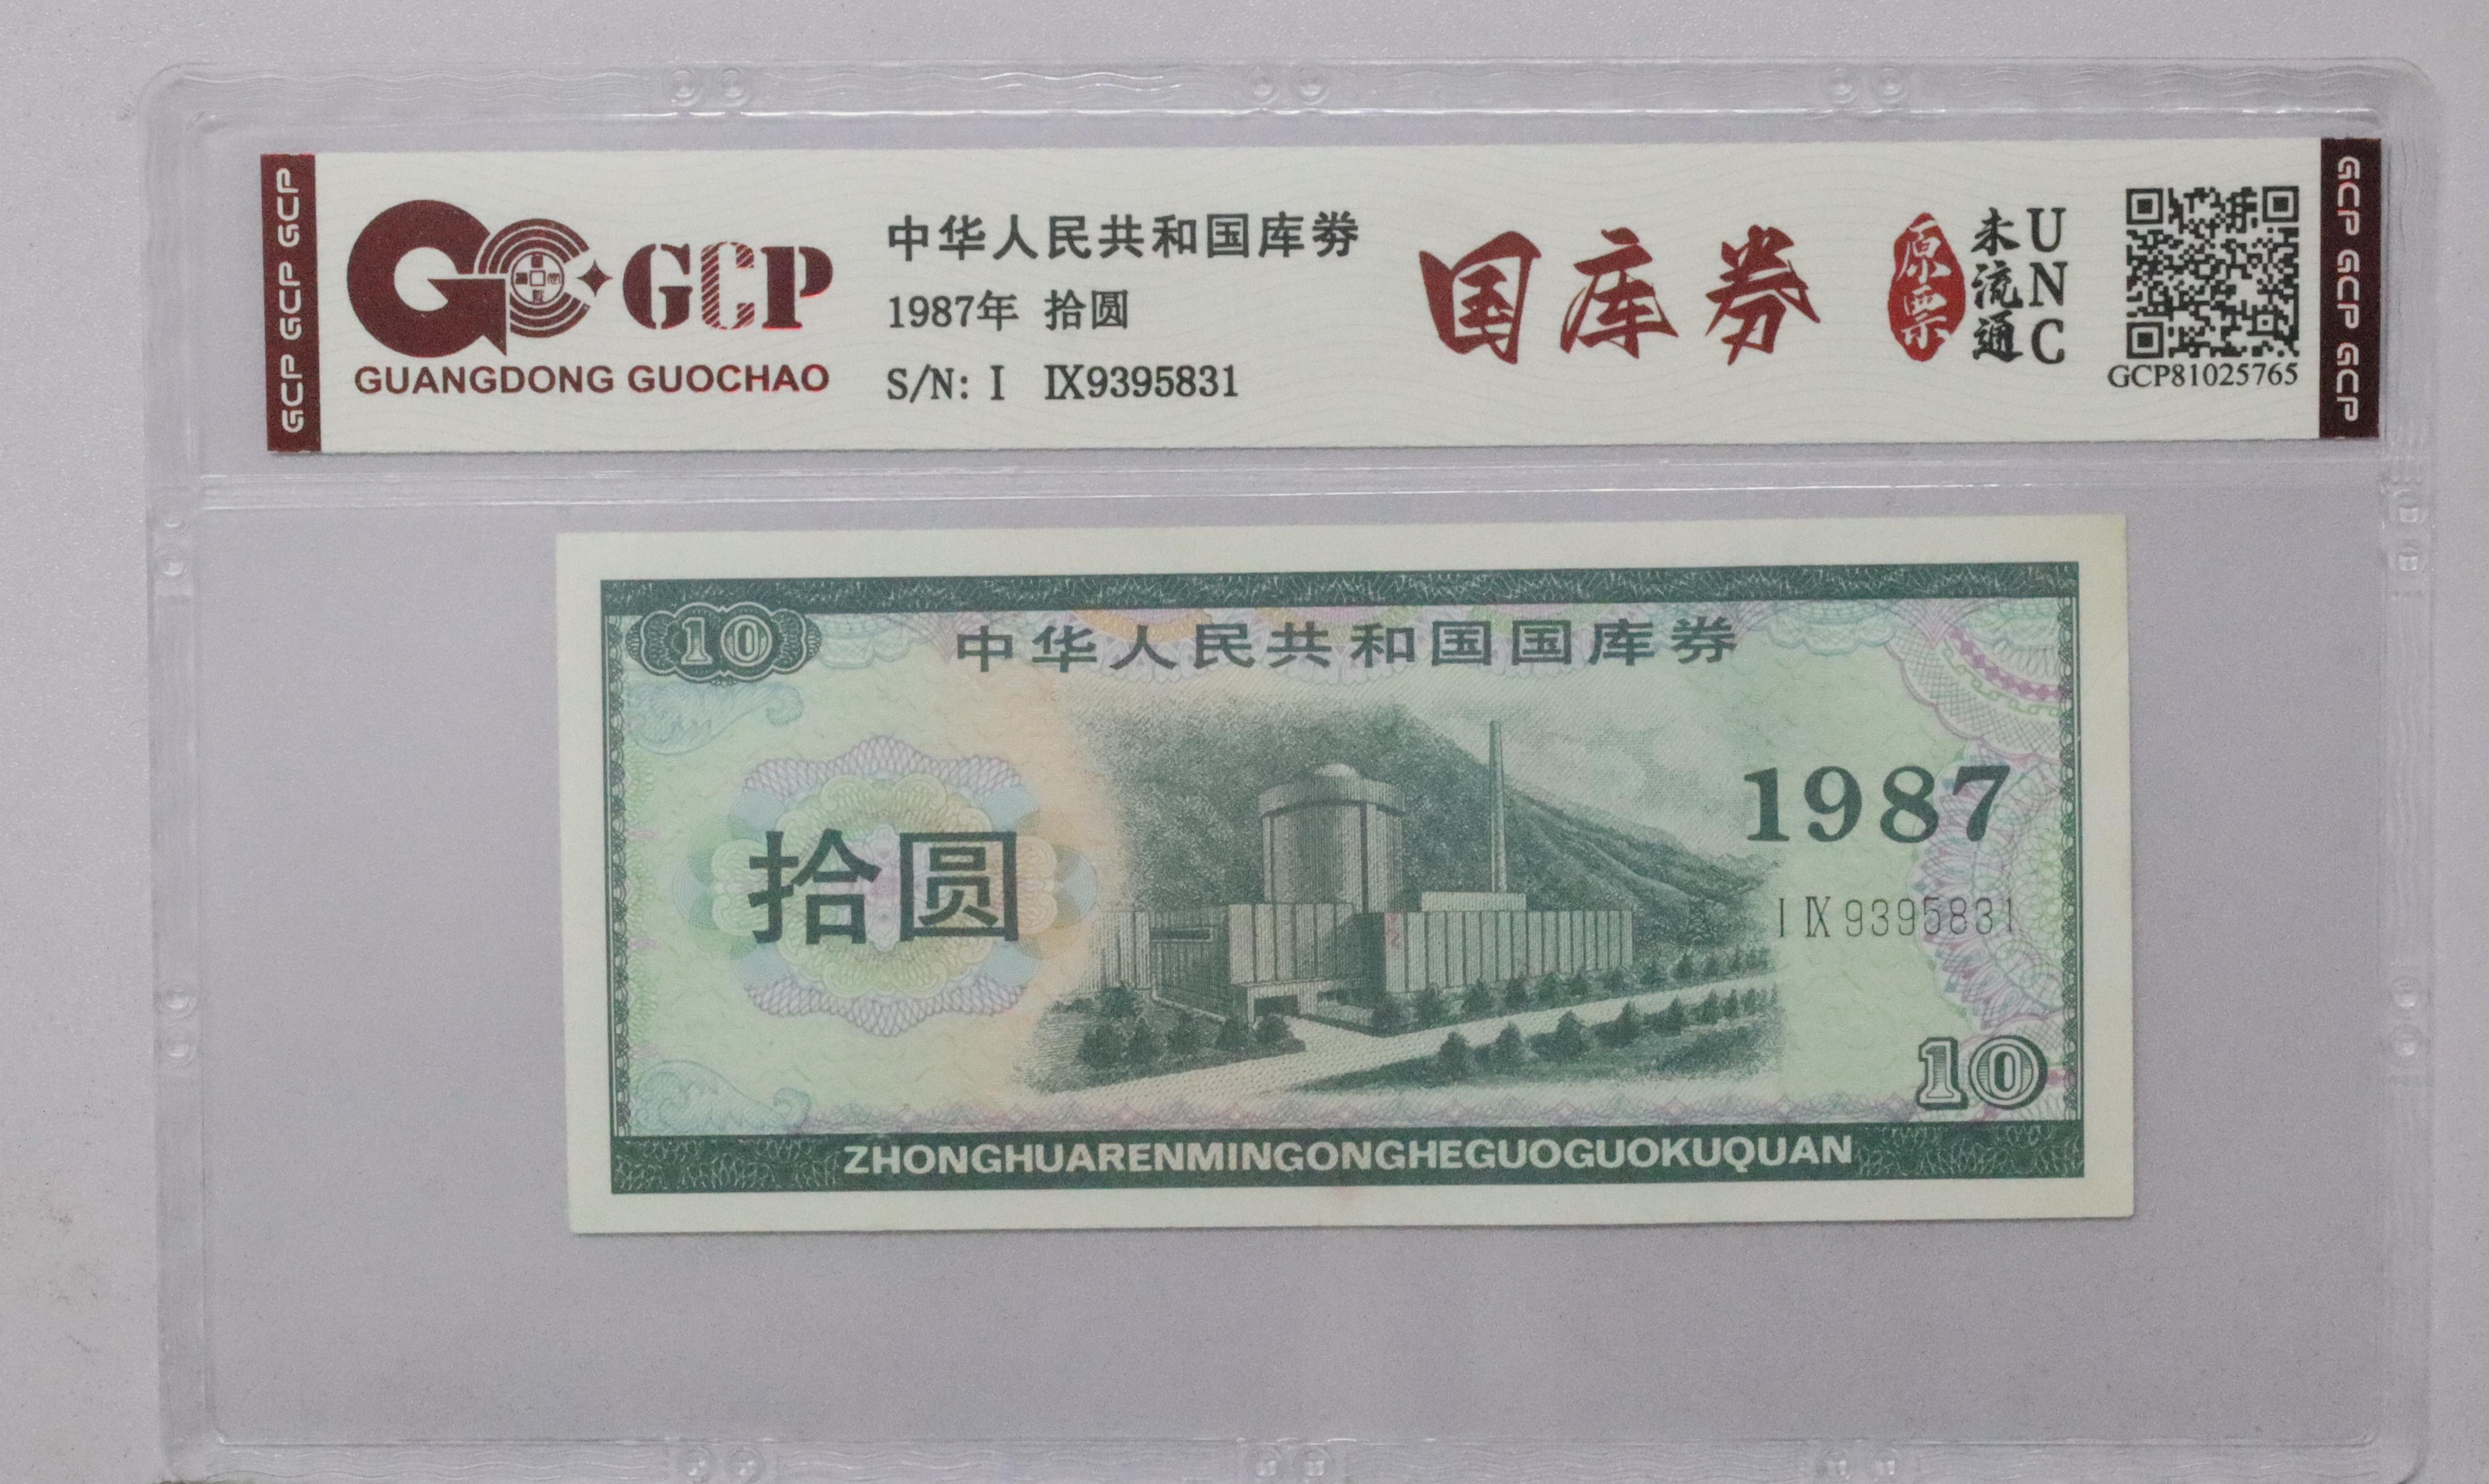 GCP GCP GCP
GCP
GUANGDONG GUOCHAO
中华人民共和国库券
1987年 拾圆
S/N: I IX9395831
国库券
原票
未流通
UNC
GCP81025765
GCP GCP GCP
10
中华人民共和国国库券
1987
拾圆
I IX 9395831
10
ZHONGHUARENMINGONGHEGUOGUOKUQUAN